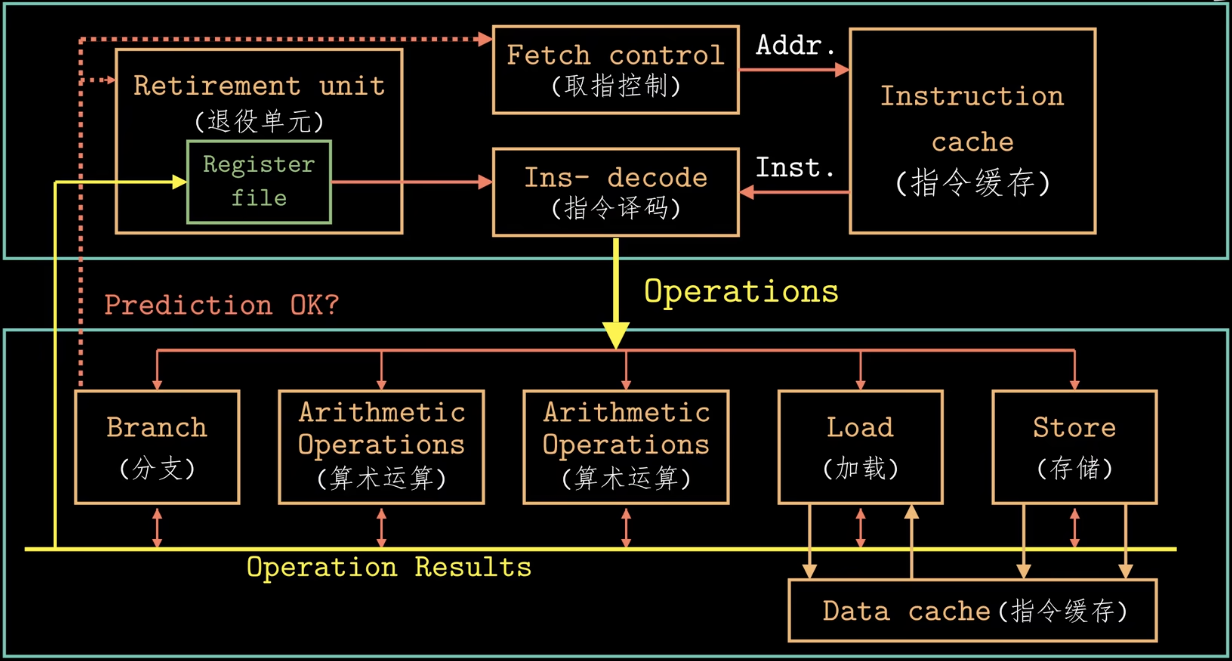 Fetch control
(取指控制)
Addr.
Retirement unit
(退役单元)
Instruction
cache
(指令缓存)
Register
file
Ins- decode
(指令译码)
Inst.
Operations
Prediction OK?
Branch
(分支)
Arithmetic
Operations
(算术运算)
Arithmetic
Operations
(算术运算)
Load
(加载)
Store
(存储)
Operation Results
Data cache(指令缓存)